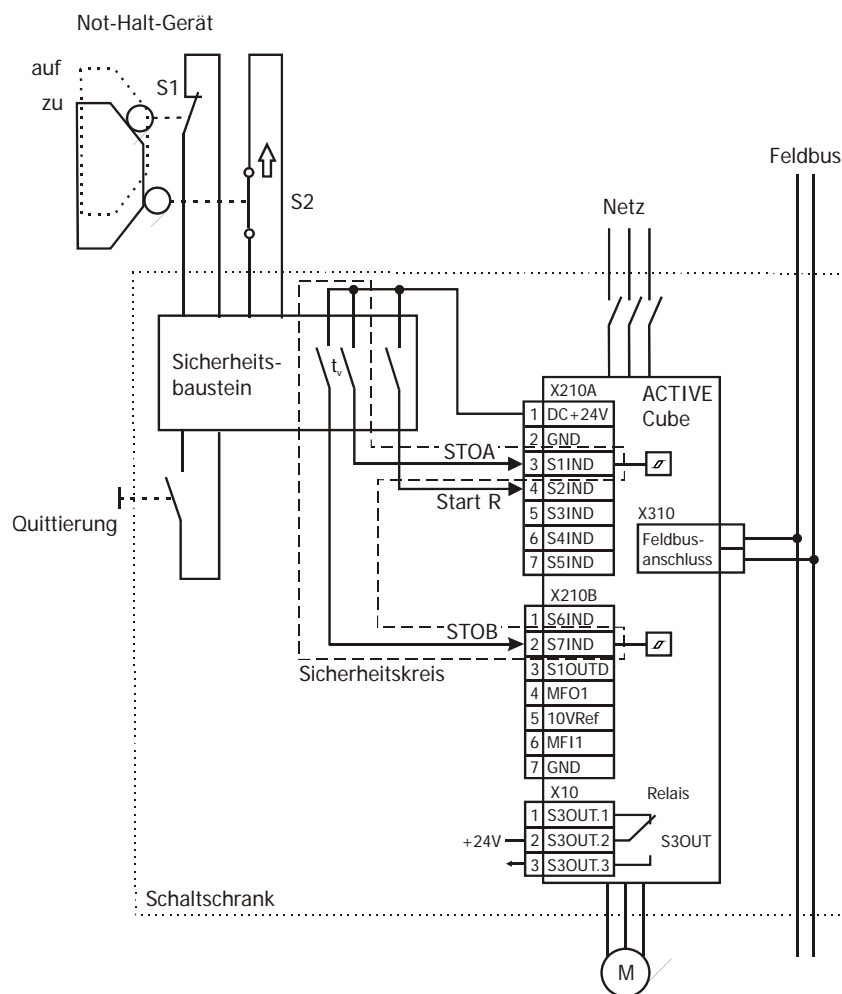 Not-Halt-Gerät
auf
zu
S1
S2
Feldbus
Netz
Sicherheits-
baustein
t_v
X210A
ACTIVE
Cube
1 DC+24V
2 GND
STOA
3 S1IND
Start R
4 S2IND
5 S3IND
6 S4IND
7 S5IND
Quittierung
X310
Feldbus-
anschluss
X210B
1 S6IND
STOB
2 S7IND
Sicherheitskreis
3 S1OUTD
4 MFO1
5 10VRef
6 MFI1
7 GND
X10
Relais
1 S3OUT.1
+24V
2 S3OUT.2
S3OUT
3 S3OUT.3
Schaltschrank
M